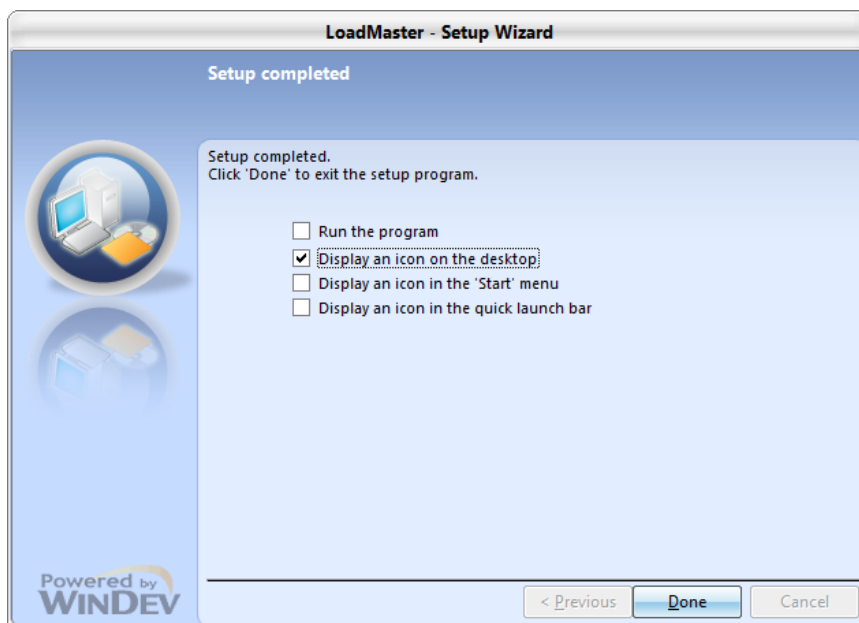 LoadMaster - Setup Wizard
Setup completed
Setup completed.
Click 'Done' to exit the setup program.
Run the program
Display an icon on the desktop
Display an icon in the 'Start' menu
Display an icon in the quick launch bar
Powered by
WINDEV
< Previous
Done
Cancel